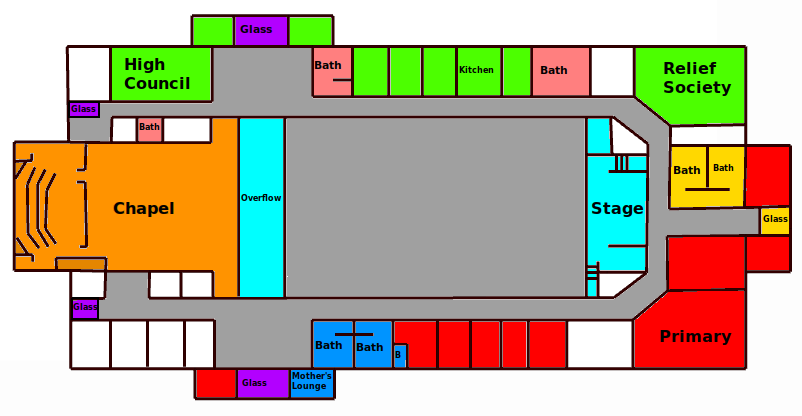 Glass
High
Council
Bath
Kitchen
Bath
Relief
Society
Glass
Bath
Bath
Bath
Chapel
Overflow
Stage
Glass
Glass
Bath
Bath
B
Primary
Glass
Mother's
Lounge